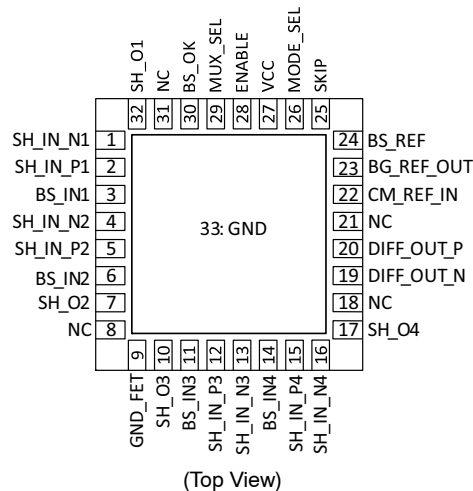 SH_O1
NC
BS_OK
MUX_SEL
ENABLE
VCC
MODE_SEL
SKIP
32
31
30
29
28
27
26
25
SH_IN_N1 1
SH_IN_P1 2
BS_IN1 3
SH_IN_N2 4
SH_IN_P2 5
BS_IN2 6
SH_O2 7
NC 8
33: GND
24 BS_REF
23 BG_REF_OUT
22 CM_REF_IN
21 NC
20 DIFF_OUT_P
19 DIFF_OUT_N
18 NC
17 SH_O4
9
10
11
12
13
14
15
16
GND_FET
SH_O3
BS_IN3
SH_IN_P3
SH_IN_N3
BS_IN4
SH_IN_P4
SH_IN_N4
(Top View)